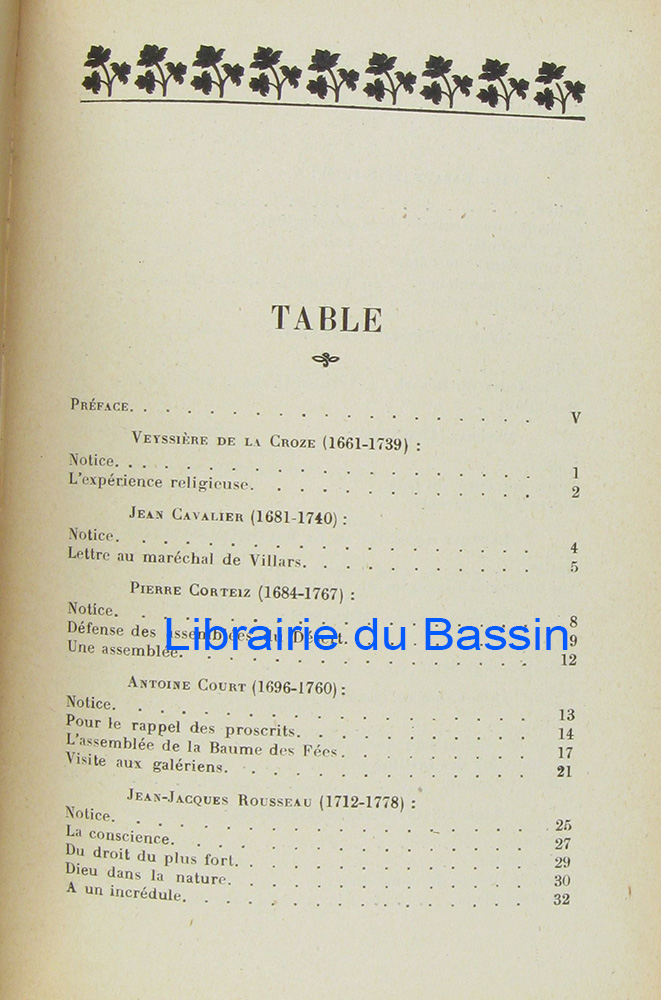 TABLE
PRÉFACE. . . . . . . . . . . . . . . . . . V
VEYSSIÈRE DE LA CROZE (1661-1739) :
Notice. . . . . . . . . . . . . . . . . . 1
L'expérience religieuse. . . . . . . . . . . 2
JEAN CAVALIER (1681-1740) :
Notice. . . . . . . . . . . . . . . . . . 4
Lettre au maréchal de Villars. . . . . . . . . 5
PIERRE CORTEIZ (1684-1767) :
Notice. . . . . . . . . . . . . . . . . . 8
Défense des assemblées du Désert. . . . . . . . 9
Librairie du Bassin
Une assemblée. . . . . . . . . . . . . . . 12
ANTOINE COURT (1696-1760) :
Notice. . . . . . . . . . . . . . . . . . 13
Pour le rappel des proscrits. . . . . . . . . . 14
L'assemblée de la Baume des Fées. . . . . . . . 17
Visite aux galériens. . . . . . . . . . . . . 21
JEAN-JACQUES ROUSSEAU (1712-1778) :
Notice. . . . . . . . . . . . . . . . . . 25
La conscience. . . . . . . . . . . . . . . 27
Du droit du plus fort. . . . . . . . . . . . 29
Dieu dans la nature. . . . . . . . . . . . . 30
A un incrédule. . . . . . . . . . . . . . . 32